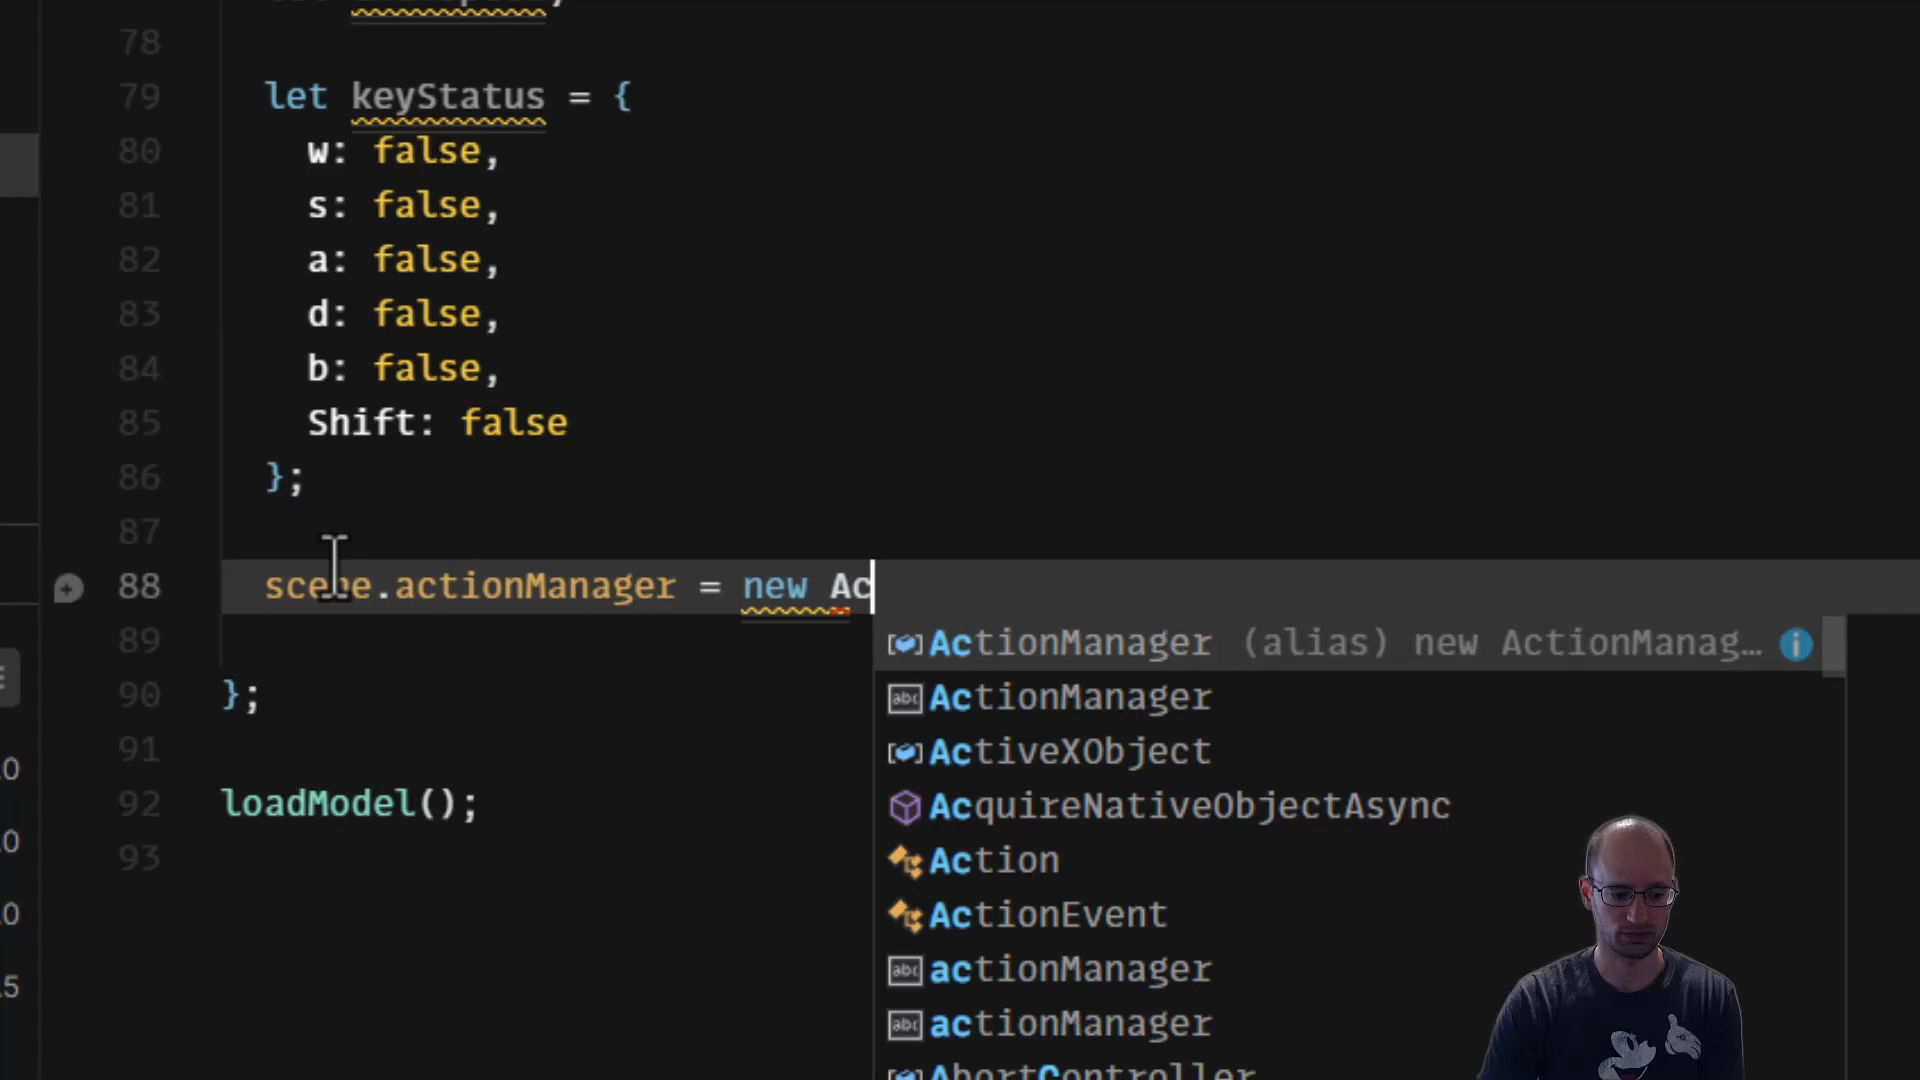 78
79 let keyStatus = {
80 w: false,
81 s: false,
82 a: false,
83 d: false,
84 b: false,
85 Shift: false
86 };
87
88 scene.actionManager = new Ac
ActionManager (alias) new ActionManag…
89
90 };
ActionManager
91
ActiveXObject
92 loadModel();
AcquireNativeObjectAsync
93
Action
ActionEvent
actionManager
actionManager
AbortController